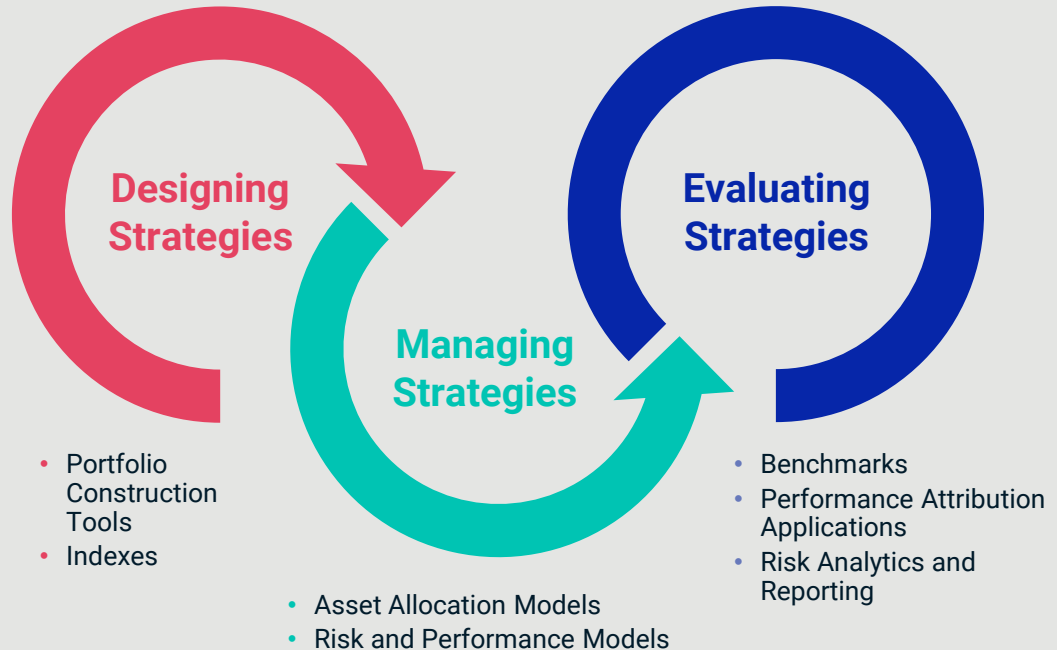 Designing
Strategies
• Portfolio
Construction
Tools
• Indexes
Managing
Strategies
• Asset Allocation Models
• Risk and Performance Models
Evaluating
Strategies
• Benchmarks
• Performance Attribution
Applications
• Risk Analytics and
Reporting